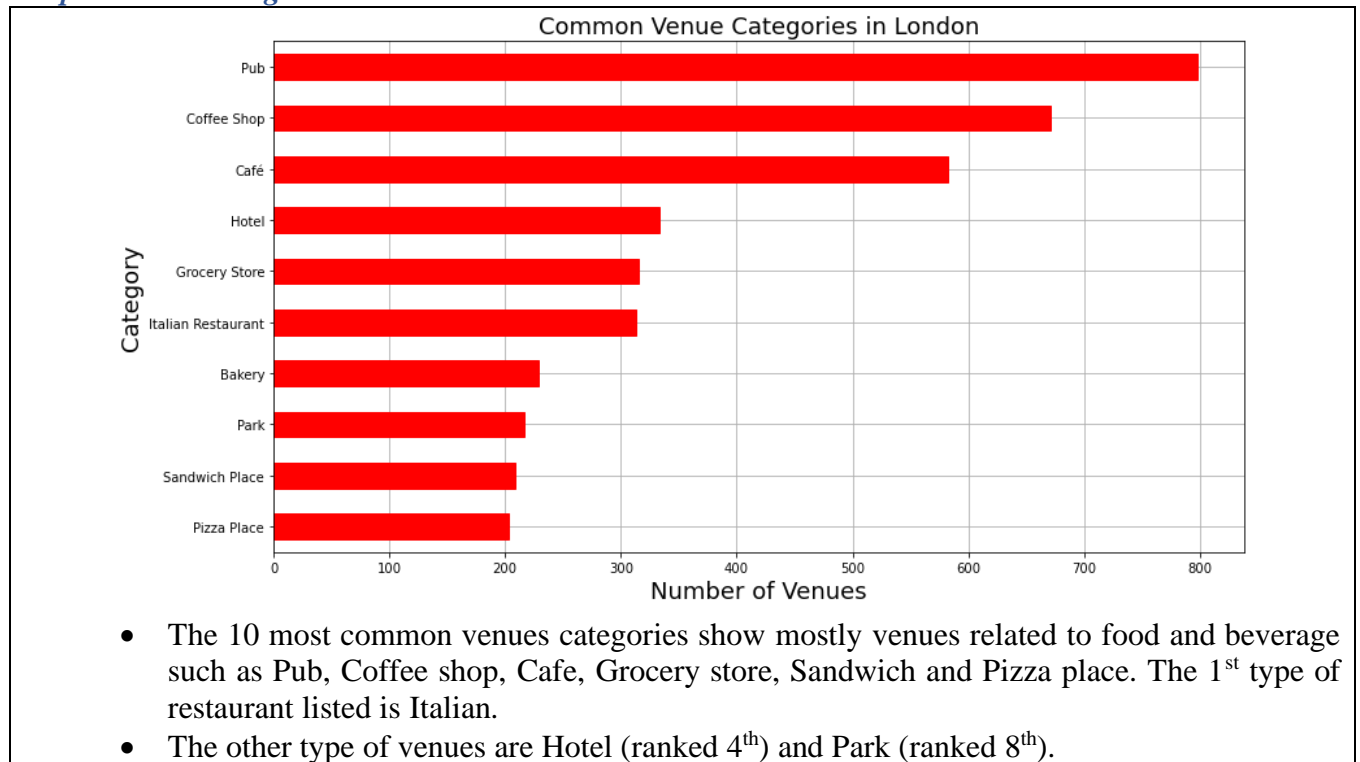 Common Venue Categories in London
Pub
Coffee Shop
Café
Hotel
Grocery Store
Italian Restaurant
Bakery
Park
Sandwich Place
Pizza Place
Category
0 100 200 300 400 500 600 700 800
Number of Venues
• The 10 most common venues categories show mostly venues related to food and beverage
such as Pub, Coffee shop, Cafe, Grocery store, Sandwich and Pizza place. The 1st type of
restaurant listed is Italian.
• The other type of venues are Hotel (ranked 4th) and Park (ranked 8th).